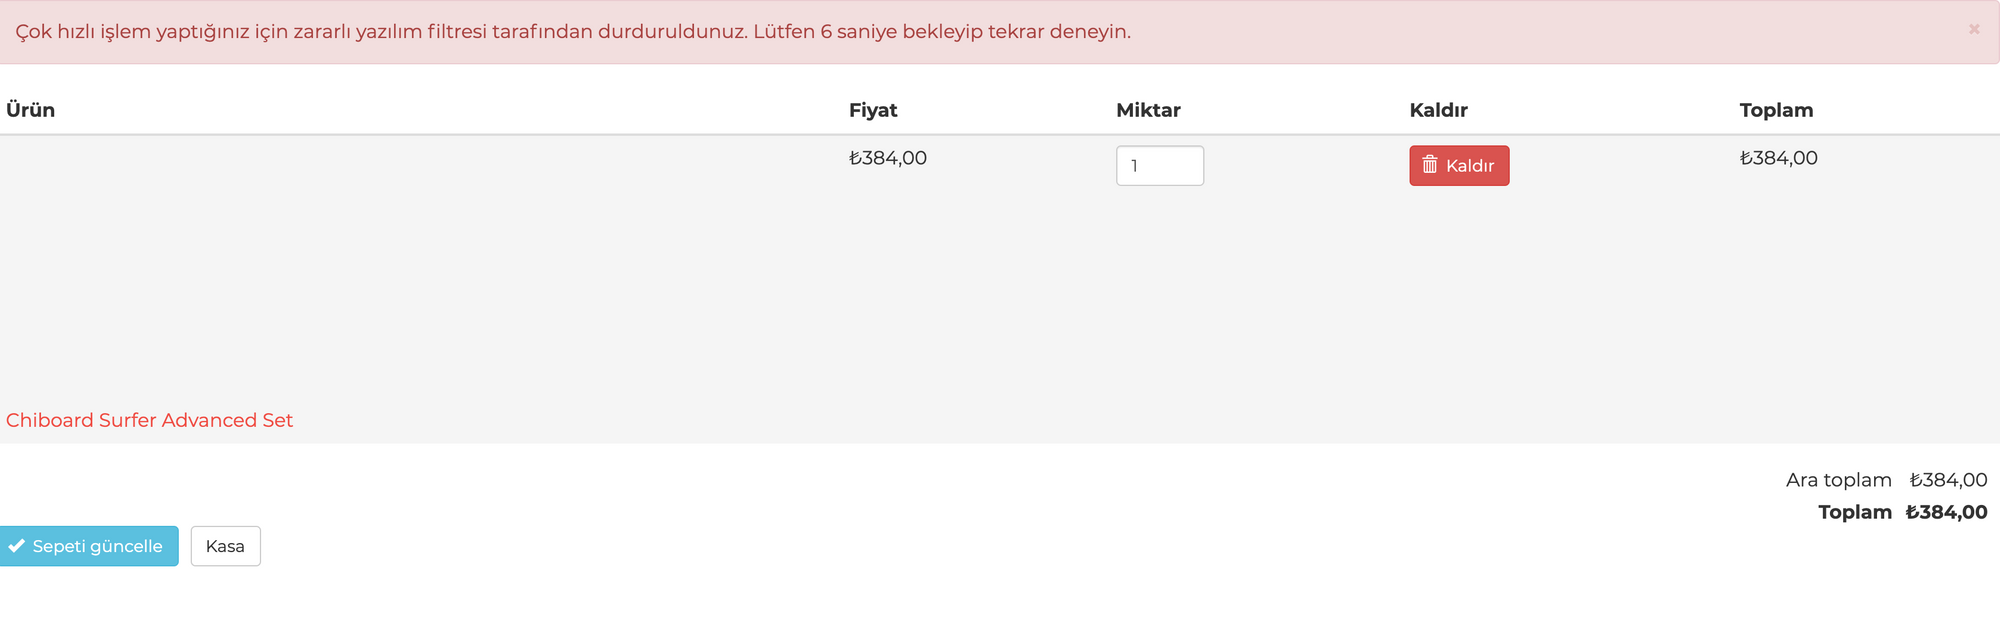 Çok hızlı işlem yaptığınız için zararlı yazılım filtresi tarafından durduruldunuz. Lütfen 6 saniye bekleyip tekrar deneyin. ×
Ürün Fiyat Miktar Kaldır Toplam
₺384,00 1 Kaldır ₺384,00
Chiboard Surfer Advanced Set
Ara toplam ₺384,00
Toplam ₺384,00
Sepeti güncelle Kasa